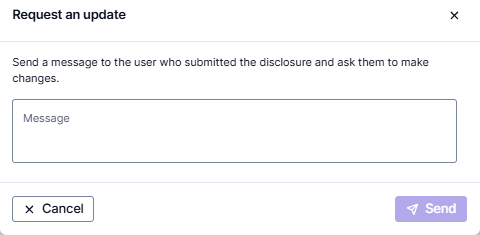 Request an update
Send a message to the user who submitted the disclosure and ask them to make
changes.
Message
Cancel
Send